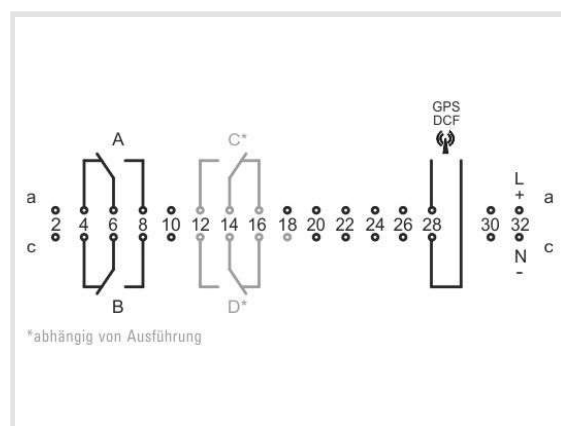 GPS
DCF
A
C*
L
+
a
a
2 4 6 8 10 12 14 16 18 20 22 24 26 28 30 32
c
c
N
-
B
D*
*abhängig von Ausführung